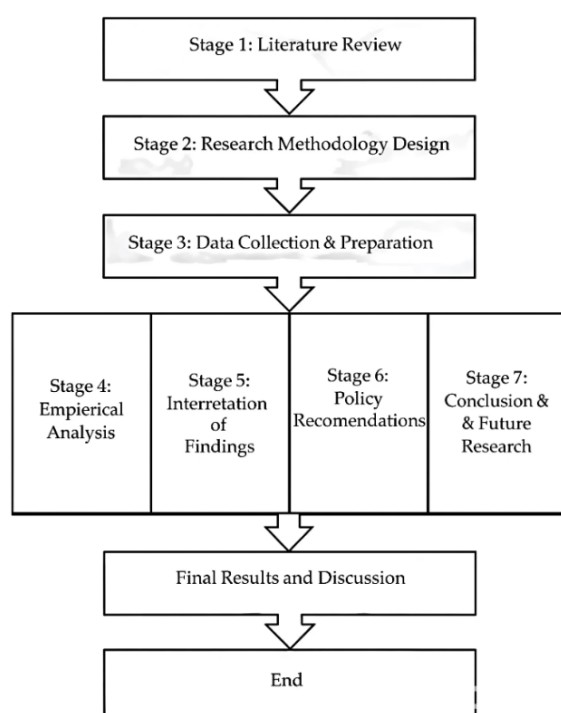 Stage 1: Literature Review
Stage 2: Research Methodology Design
Stage 3: Data Collection & Preparation
Stage 4:
Empierical
Analysis
Stage 5:
Interretation
of
Findings
Stage 6:
Policy
Recomendations
Stage 7:
Conclusion &
& Future
Research
Final Results and Discussion
End